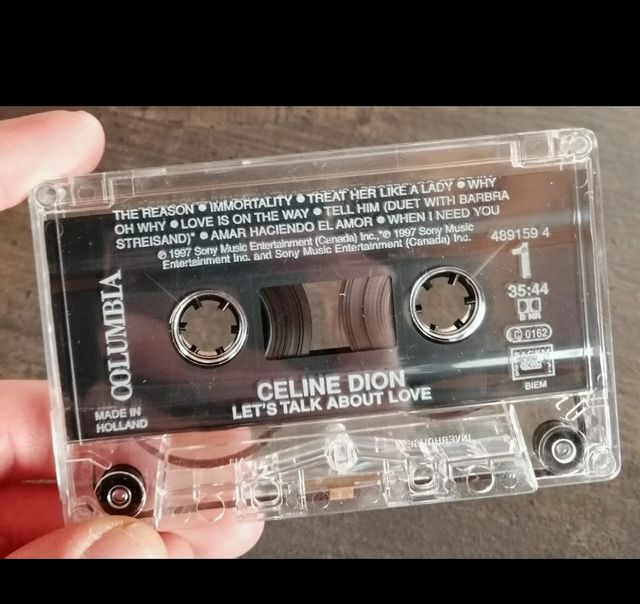 THE REASON • IMMORTALITY • TREAT HER LIKE A LADY • WHY
OH WHY • LOVE IS ON THE WAY • TELL HIM (DUET WITH BARBRA
STREISAND)* • AMAR HACIENDO EL AMOR • WHEN I NEED YOU
℗ 1997 Sony Music Entertainment (Canada) Inc., *℗ 1997 Sony Music
Entertainment Inc. and Sony Music Entertainment (Canada) Inc.
489159 4
1
35:44
B NR
LC 0162
BIEM
COLUMBIA
MADE IN
HOLLAND
CELINE DION
LET'S TALK ABOUT LOVE